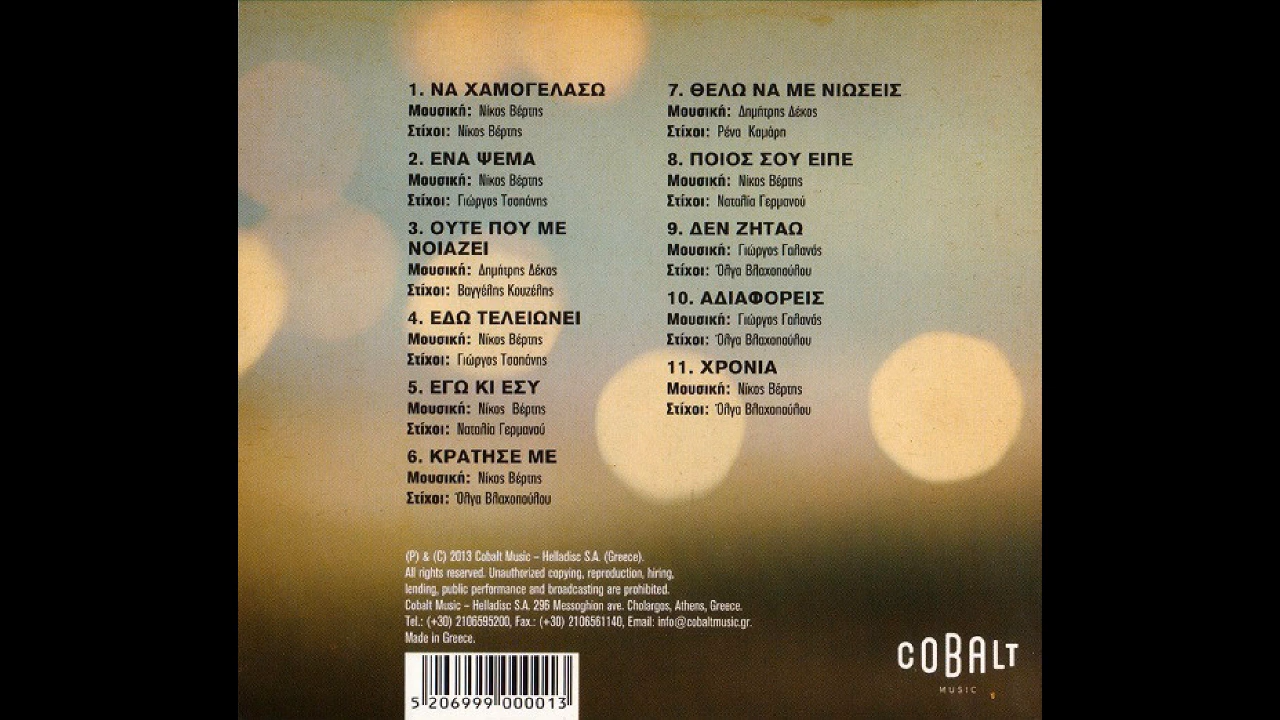 1. ΝΑ ΧΑΜΟΓΕΛΑΣΩ
Μουσική: Νίκος Βέρτης
Στίχοι: Νίκος Βέρτης
2. ΕΝΑ ΨΕΜΑ
Μουσική: Νίκος Βέρτης
Στίχοι: Γιώργος Τσοπάνης
3. ΟΥΤΕ ΠΟΥ ΜΕ
ΝΟΙΑΖΕΙ
Μουσική: Δημήτρης Δέκος
Στίχοι: Βαγγέλης Κουζέλης
4. ΕΔΩ ΤΕΛΕΙΩΝΕΙ
Μουσική: Νίκος Βέρτης
Στίχοι: Γιώργος Τσοπάνης
5. ΕΓΩ ΚΙ ΕΣΥ
Μουσική: Νίκος Βέρτης
Στίχοι: Ναταλία Γερμανού
6. ΚΡΑΤΗΣΕ ΜΕ
Μουσική: Νίκος Βέρτης
Στίχοι: Όλγα Βλαχοπούλου
7. ΘΕΛΩ ΝΑ ΜΕ ΝΙΩΣΕΙΣ
Μουσική: Δημήτρης Δέκος
Στίχοι: Ρένα Καμάρη
8. ΠΟΙΟΣ ΣΟΥ ΕΙΠΕ
Μουσική: Νίκος Βέρτης
Στίχοι: Ναταλία Γερμανού
9. ΔΕΝ ΖΗΤΑΩ
Μουσική: Γιώργος Γαλανός
Στίχοι: Όλγα Βλαχοπούλου
10. ΑΔΙΑΦΟΡΕΙΣ
Μουσική: Γιώργος Γαλανός
Στίχοι: Όλγα Βλαχοπούλου
11. ΧΡΟΝΙΑ
Μουσική: Νίκος Βέρτης
Στίχοι: Όλγα Βλαχοπούλου
(P) & (C) 2013 Cobalt Music – Helladisc S.A. (Greece).
All rights reserved. Unauthorized copying, reproduction, hiring,
lending, public performance and broadcasting are prohibited.
Cobalt Music – Helladisc S.A. 296 Messoghion ave. Cholargos, Athens, Greece.
Tel.: (+30) 2106595200, Fax.: (+30) 2106561140, Email: info@cobaltmusic.gr.
Made in Greece.
5 206999 000013
COBALT
MUSIC